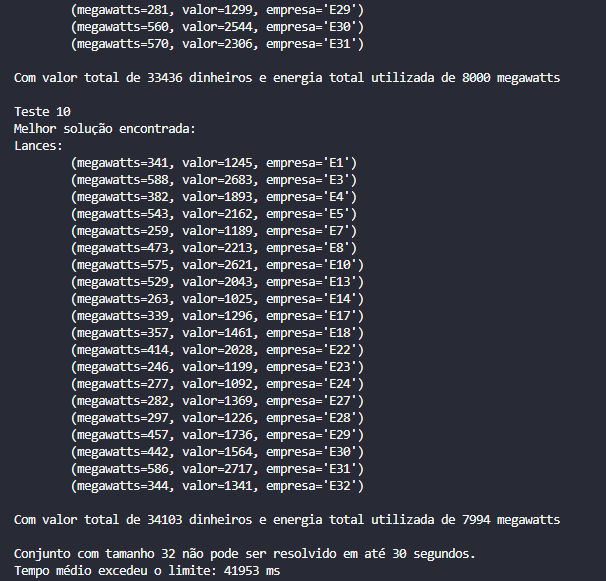 (megawatts=281, valor=1299, empresa='E29')
(megawatts=560, valor=2544, empresa='E30')
(megawatts=570, valor=2306, empresa='E31')
Com valor total de 33436 dinheiros e energia total utilizada de 8000 megawatts
Teste 10
Melhor solução encontrada:
Lances:
(megawatts=341, valor=1245, empresa='E1')
(megawatts=588, valor=2683, empresa='E3')
(megawatts=382, valor=1893, empresa='E4')
(megawatts=543, valor=2162, empresa='E5')
(megawatts=259, valor=1189, empresa='E7')
(megawatts=473, valor=2213, empresa='E8')
(megawatts=575, valor=2621, empresa='E10')
(megawatts=529, valor=2043, empresa='E13')
(megawatts=263, valor=1025, empresa='E14')
(megawatts=339, valor=1296, empresa='E17')
(megawatts=357, valor=1461, empresa='E18')
(megawatts=414, valor=2028, empresa='E22')
(megawatts=246, valor=1199, empresa='E23')
(megawatts=277, valor=1092, empresa='E24')
(megawatts=282, valor=1369, empresa='E27')
(megawatts=297, valor=1226, empresa='E28')
(megawatts=457, valor=1736, empresa='E29')
(megawatts=442, valor=1564, empresa='E30')
(megawatts=586, valor=2717, empresa='E31')
(megawatts=344, valor=1341, empresa='E32')
Com valor total de 34103 dinheiros e energia total utilizada de 7994 megawatts
Conjunto com tamanho 32 não pode ser resolvido em até 30 segundos.
Tempo médio excedeu o limite: 41953 ms